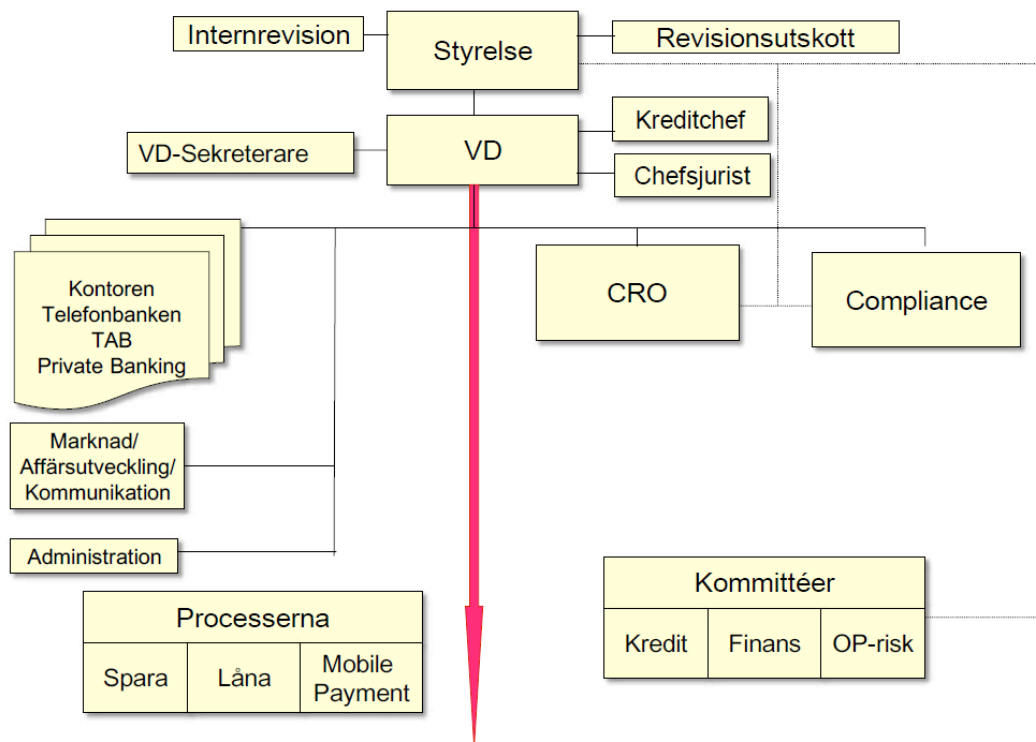 Internrevision
Styrelse
Revisionsutskott
Kreditchef
VD-Sekreterare
VD
Chefsjurist
Kontoren
Telefonbanken
TAB
Private Banking
CRO
Compliance
Marknad/
Affärsutveckling/
Kommunikation
Administration
Processerna
Spara
Låna
Mobile
Payment
Kommittéer
Kredit
Finans
OP-risk